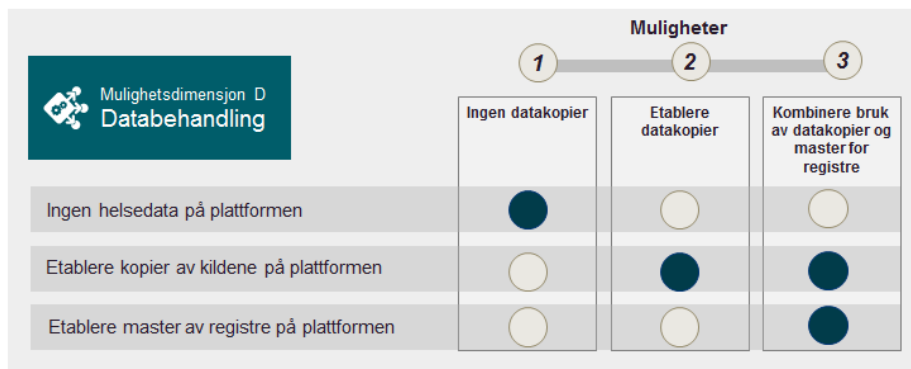 Muligheter
1 2 3
Mulighetsdimensjon D
Databehandling
Ingen datakopier
Etablere
datakopier
Kombinere bruk
av datakopier og
master for
registre
Ingen helsedata på plattformen
Etablere kopier av kildene på plattformen
Etablere master av registre på plattformen